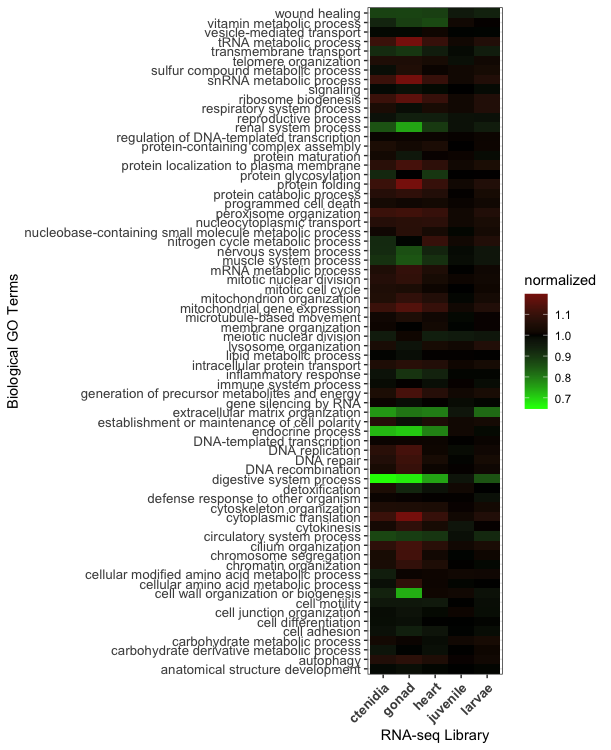 wound healing
vitamin metabolic process
vesicle-mediated transport
tRNA metabolic process
transmembrane transport
telomere organization
sulfur compound metabolic process
snRNA metabolic process
signaling
ribosome biogenesis
respiratory system process
reproductive process
renal system process
regulation of DNA-templated transcription
protein-containing complex assembly
protein maturation
protein localization to plasma membrane
protein glycosylation
protein folding
protein catabolic process
programmed cell death
peroxisome organization
nucleocytoplasmic transport
nucleobase-containing small molecule metabolic process
nitrogen cycle metabolic process
nervous system process
muscle system process
mRNA metabolic process
mitotic nuclear division
mitotic cell cycle
mitochondrion organization
mitochondrial gene expression
microtubule-based movement
membrane organization
meiotic nuclear division
lysosome organization
lipid metabolic process
intracellular protein transport
inflammatory response
immune system process
generation of precursor metabolites and energy
gene silencing by RNA
extracellular matrix organization
establishment or maintenance of cell polarity
endocrine process
DNA-templated transcription
DNA replication
DNA repair
DNA recombination
digestive system process
detoxification
defense response to other organism
cytoskeleton organization
cytoplasmic translation
cytokinesis
circulatory system process
cilium organization
chromosome segregation
chromatin organization
cellular modified amino acid metabolic process
cellular amino acid metabolic process
cell wall organization or biogenesis
cell motility
cell junction organization
cell differentiation
cell adhesion
carbohydrate metabolic process
carbohydrate derivative metabolic process
autophagy
anatomical structure development
Biological GO Terms
ctenidia
gonad
heart
juvenile
larvae
RNA-seq Library
normalized
1.1
1.0
0.9
0.8
0.7